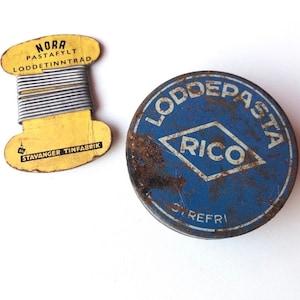 NORA
PASTAFYLT
LODDETINNTRÅD
STAVANGER TINFABRIK
LODDEPASTA
RICO
SYREFRI